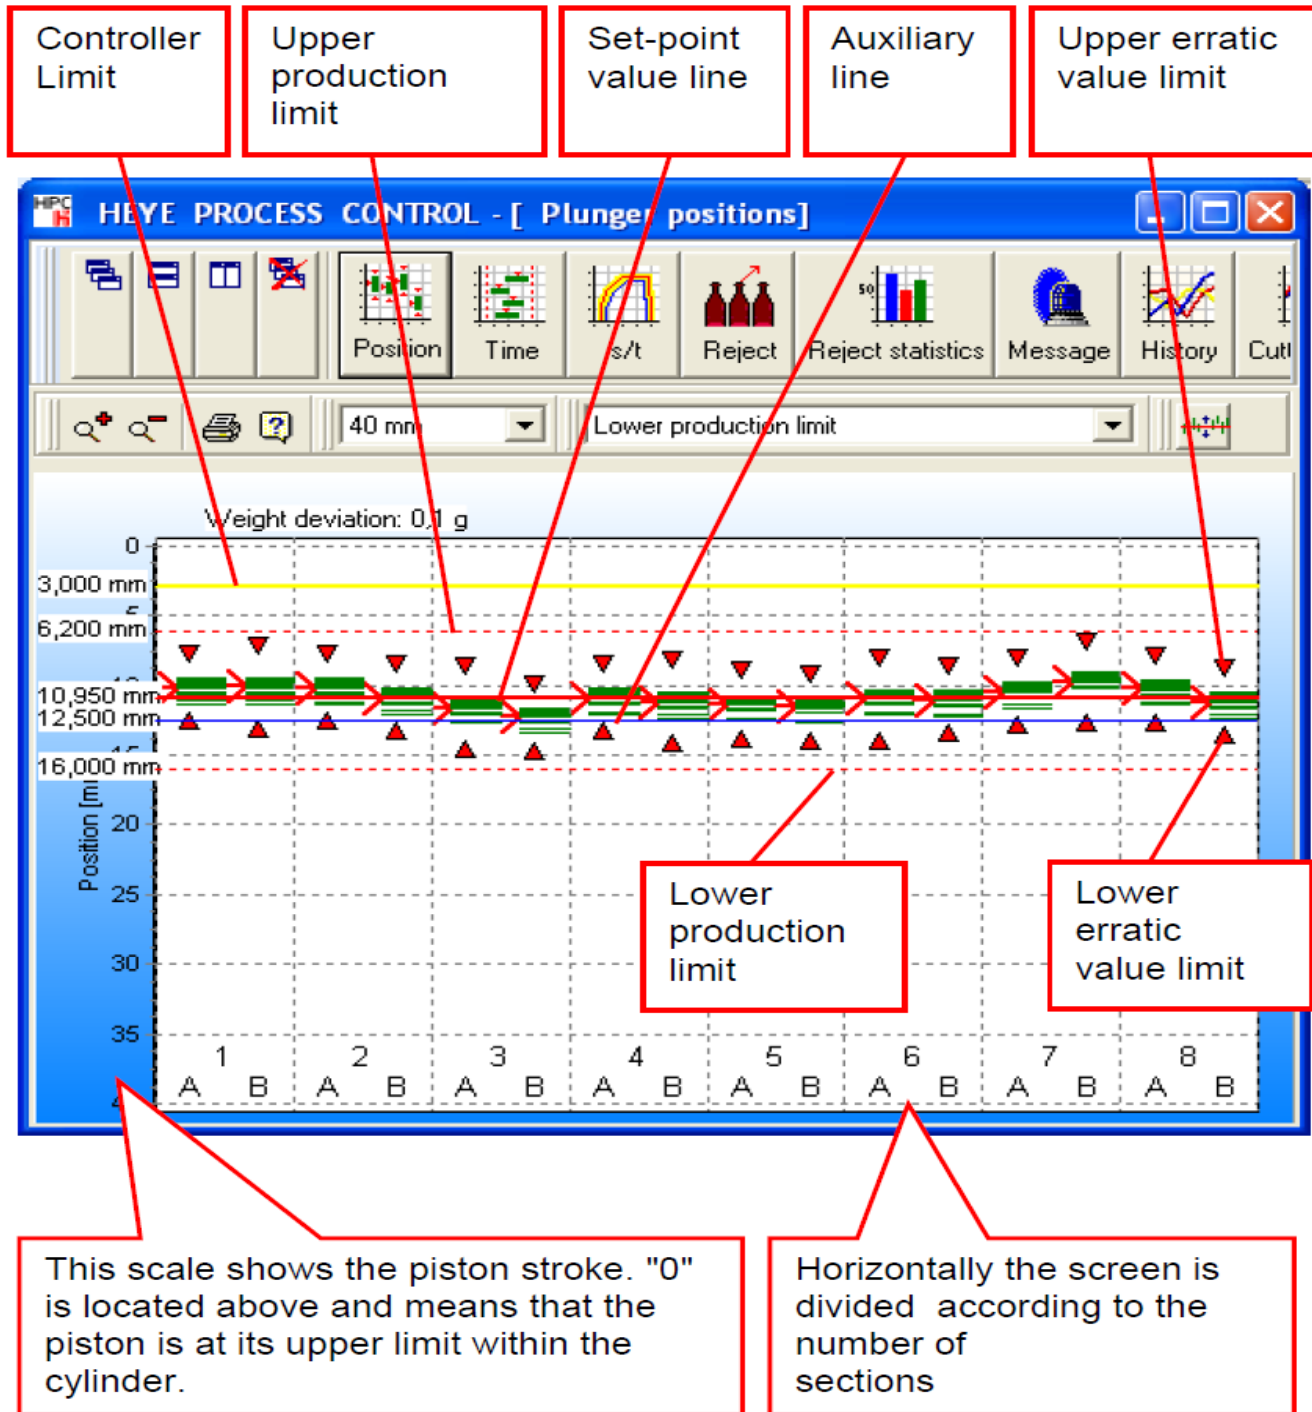 Controller
Limit
Upper
production
limit
Set-point
value line
Auxiliary
line
Upper erratic
value limit
HPC
H
HEYE PROCESS CONTROL - [ Plunger positions]
Position
Time
s/t
Reject
50
Reject statistics
Message
History
40 mm
Lower production limit
Weight deviation: 0,1 g
0
3,000 mm
5
6,200 mm
10
10,950 mm
12,500 mm
15
16,000 mm
Position
20
25
30
35
Lower
production
limit
Lower
erratic
value limit
1 2 3 4 5 6 7 8
A B A B A B A B A B A B A B A B
This scale shows the piston stroke. "0"
is located above and means that the
piston is at its upper limit within the
cylinder.
Horizontally the screen is
divided according to the
number of
sections